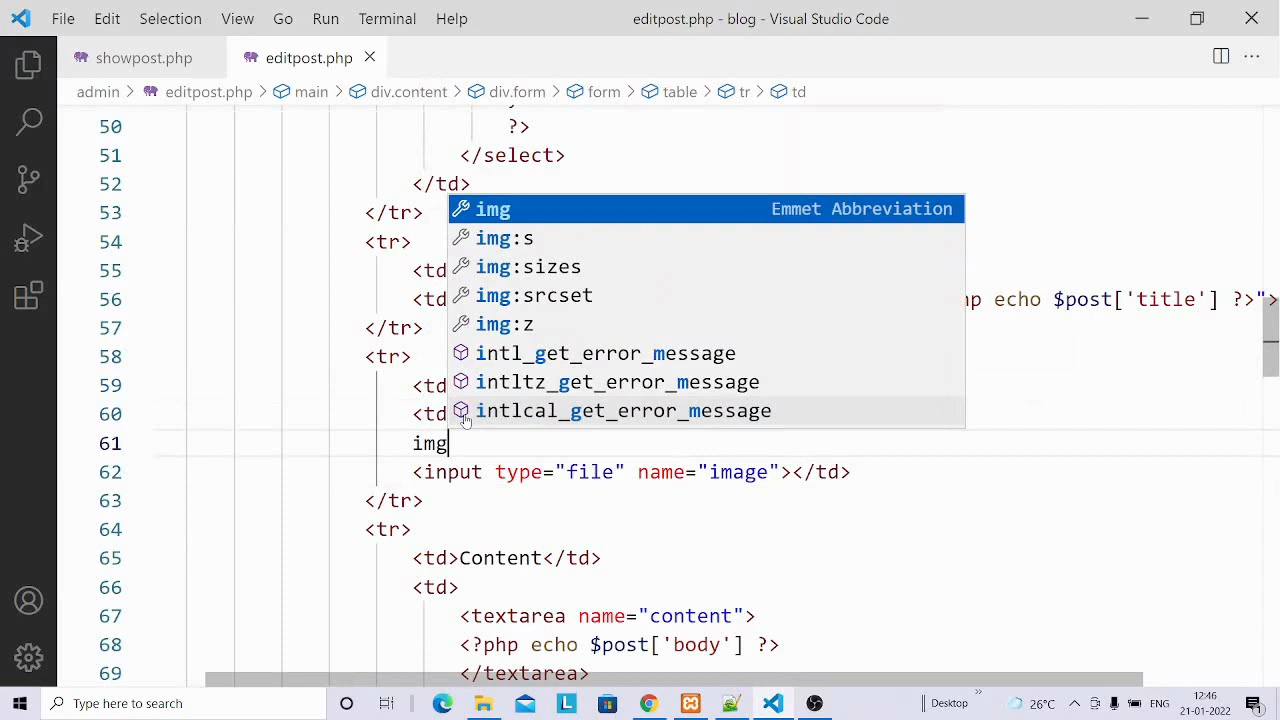 File Edit Selection View Go Run Terminal Help editpost.php - blog - Visual Studio Code
showpost.php editpost.php
admin editpost.php main div.content div.form form table tr td
50 ?>
51 </select>
52 </td>
53 </tr>
54 <tr>
55 <td
56 <td hp echo $post['title'] ?>">
57 </tr>
58 <tr>
59 <td
60 <td
61 img
62 <input type="file" name="image"></td>
63 </tr>
64 <tr>
65 <td>Content</td>
66 <td>
67 <textarea name="content">
68 <?php echo $post['body'] ?>
69 </textarea>
img Emmet Abbreviation
img:s
img:sizes
img:srcset
img:z
intl_get_error_message
intltz_get_error_message
intlcal_get_error_message
Type here to search
Desktop
26°C
ENG
12:46
21-01-2022
1